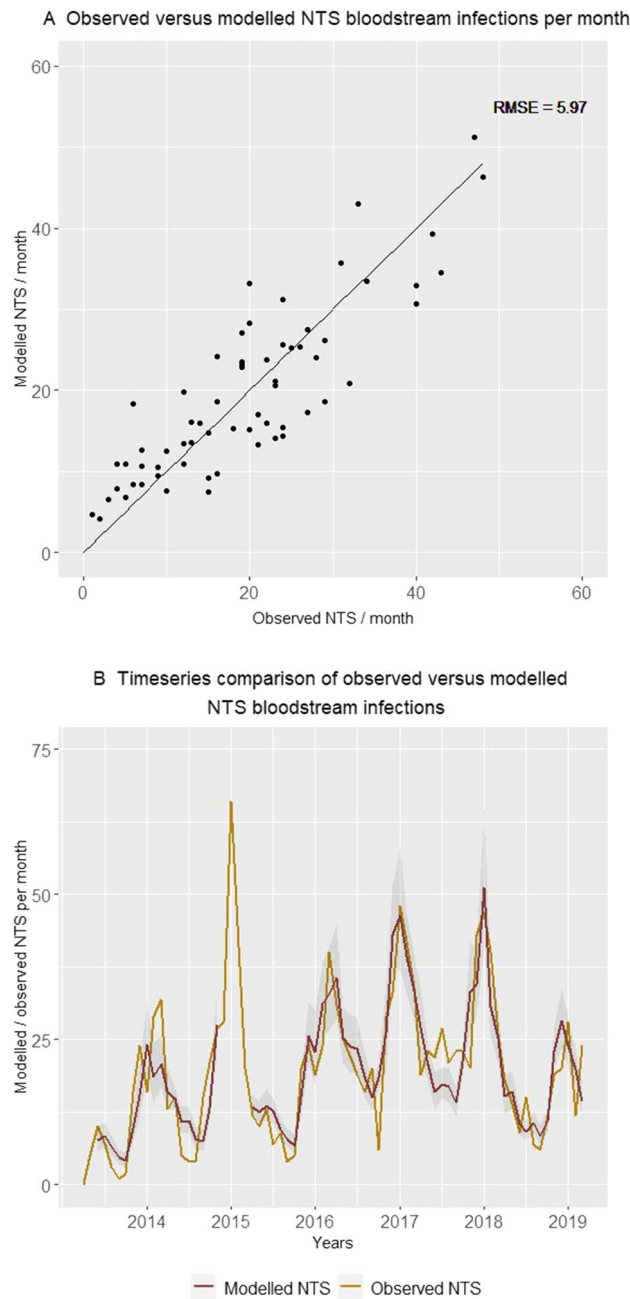 A Observed versus modelled NTS bloodstream infections per month
60
RMSE = 5.97
40
Modelled NTS / month
20
0
0 20 40 60
Observed NTS / month
B Timeseries comparison of observed versus modelled
NTS bloodstream infections
75
Modelled / observed NTS per month
50
25
0
2014 2015 2016 2017 2018 2019
Years
Modelled NTS Observed NTS